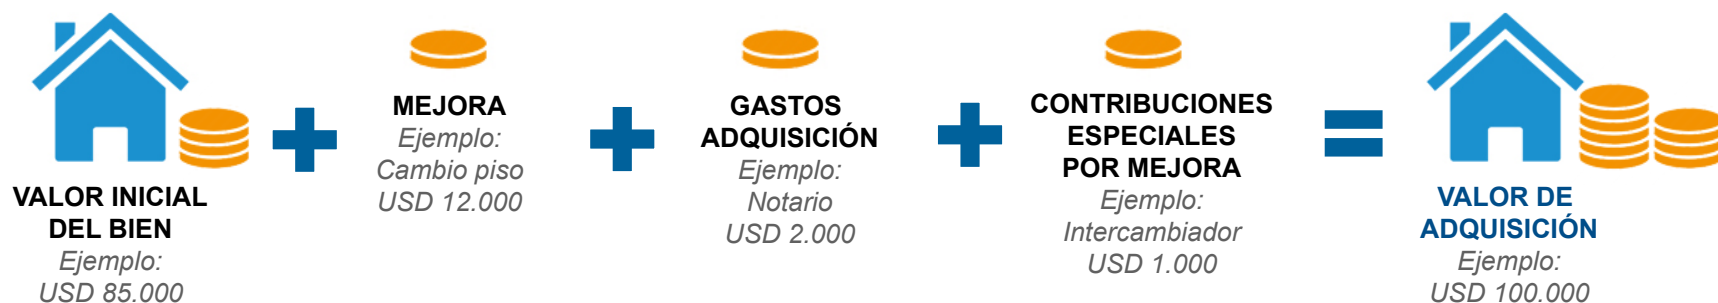 VALOR INICIAL
DEL BIEN
Ejemplo:
USD 85.000
MEJORA
Ejemplo:
Cambio piso
USD 12.000
GASTOS
ADQUISICIÓN
Ejemplo:
Notario
USD 2.000
CONTRIBUCIONES
ESPECIALES
POR MEJORA
Ejemplo:
Intercambiador
USD 1.000
VALOR DE
ADQUISICIÓN
Ejemplo:
USD 100.000